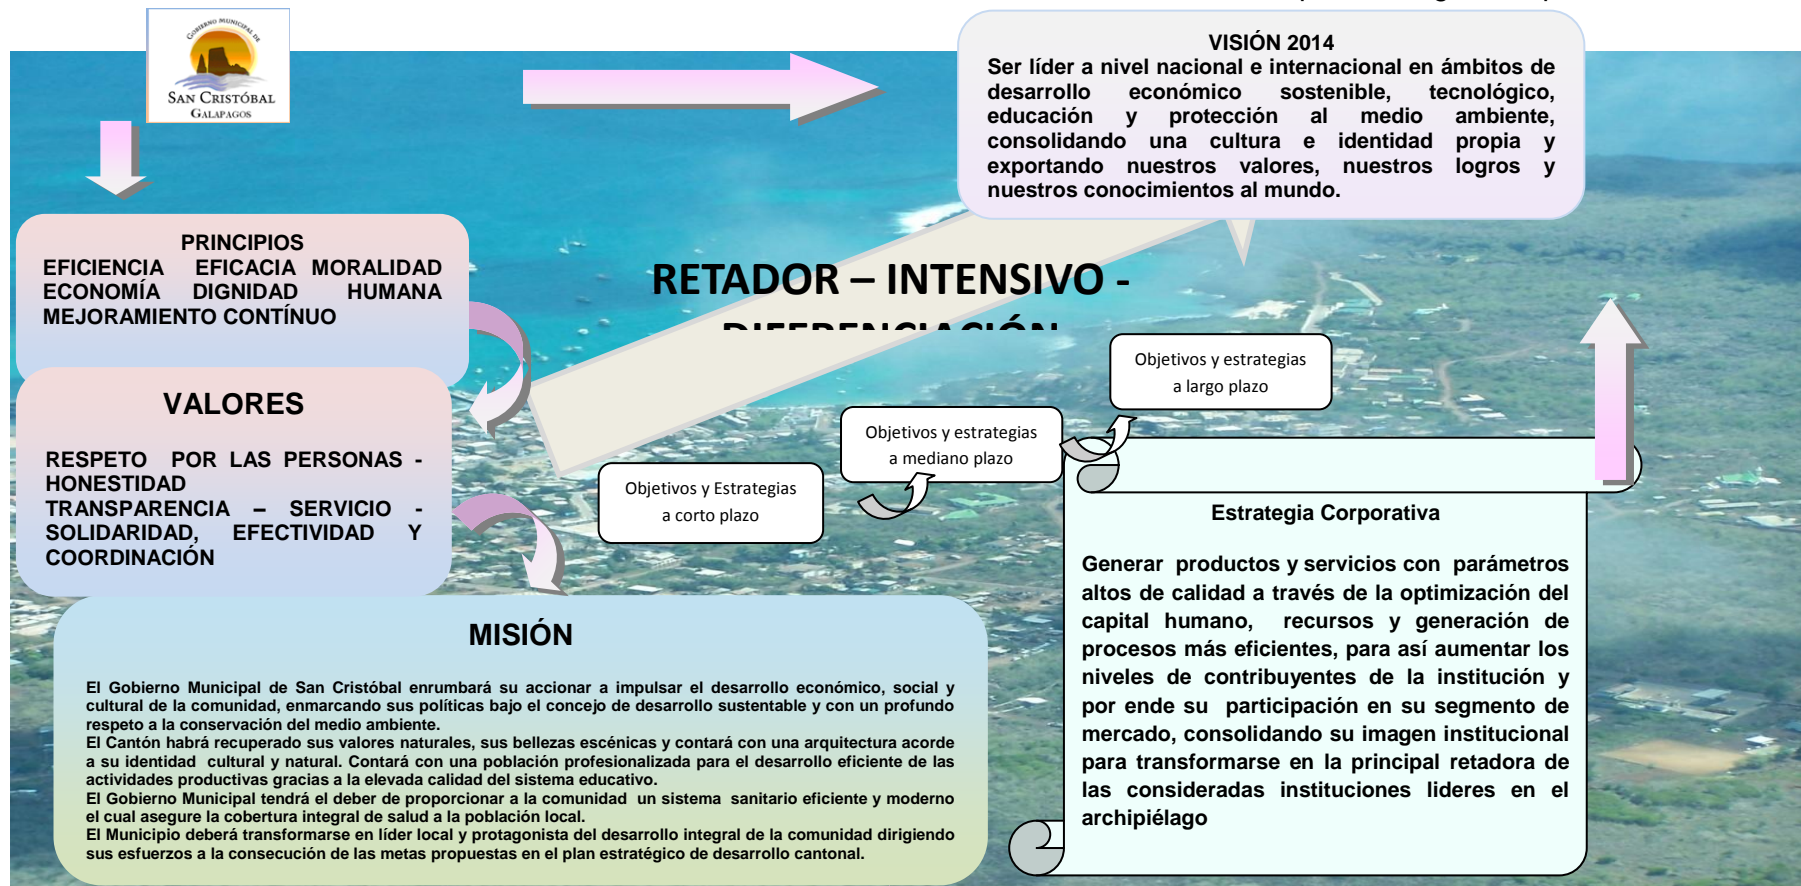 GOBIERNO MUNICIPAL DE
SAN CRISTÓBAL
GALAPAGOS
VISIÓN 2014
Ser líder a nivel nacional e internacional en ámbitos de
desarrollo económico sostenible, tecnológico,
educación y protección al medio ambiente,
consolidando una cultura e identidad propia y
exportando nuestros valores, nuestros logros y
nuestros conocimientos al mundo.
PRINCIPIOS
EFICIENCIA EFICACIA MORALIDAD
ECONOMÍA DIGNIDAD HUMANA
MEJORAMIENTO CONTÍNUO
RETADOR – INTENSIVO -
DIFERENCIACIÓN
VALORES
RESPETO POR LAS PERSONAS -
HONESTIDAD
TRANSPARENCIA – SERVICIO -
SOLIDARIDAD, EFECTIVIDAD Y
COORDINACIÓN
Objetivos y Estrategias
a corto plazo
Objetivos y estrategias
a mediano plazo
Objetivos y estrategias
a largo plazo
MISIÓN
El Gobierno Municipal de San Cristóbal enrumbará su accionar a impulsar el desarrollo económico, social y
cultural de la comunidad, enmarcando sus políticas bajo el concejo de desarrollo sustentable y con un profundo
respeto a la conservación del medio ambiente.
El Cantón habrá recuperado sus valores naturales, sus bellezas escénicas y contará con una arquitectura acorde
a su identidad cultural y natural. Contará con una población profesionalizada para el desarrollo eficiente de las
actividades productivas gracias a la elevada calidad del sistema educativo.
El Gobierno Municipal tendrá el deber de proporcionar a la comunidad un sistema sanitario eficiente y moderno
el cual asegure la cobertura integral de salud a la población local.
El Municipio deberá transformarse en líder local y protagonista del desarrollo integral de la comunidad dirigiendo
sus esfuerzos a la consecución de las metas propuestas en el plan estratégico de desarrollo cantonal.
Estrategia Corporativa
Generar productos y servicios con parámetros
altos de calidad a través de la optimización del
capital humano, recursos y generación de
procesos más eficientes, para así aumentar los
niveles de contribuyentes de la institución y
por ende su participación en su segmento de
mercado, consolidando su imagen institucional
para transformarse en la principal retadora de
las consideradas instituciones lideres en el
archipiélago